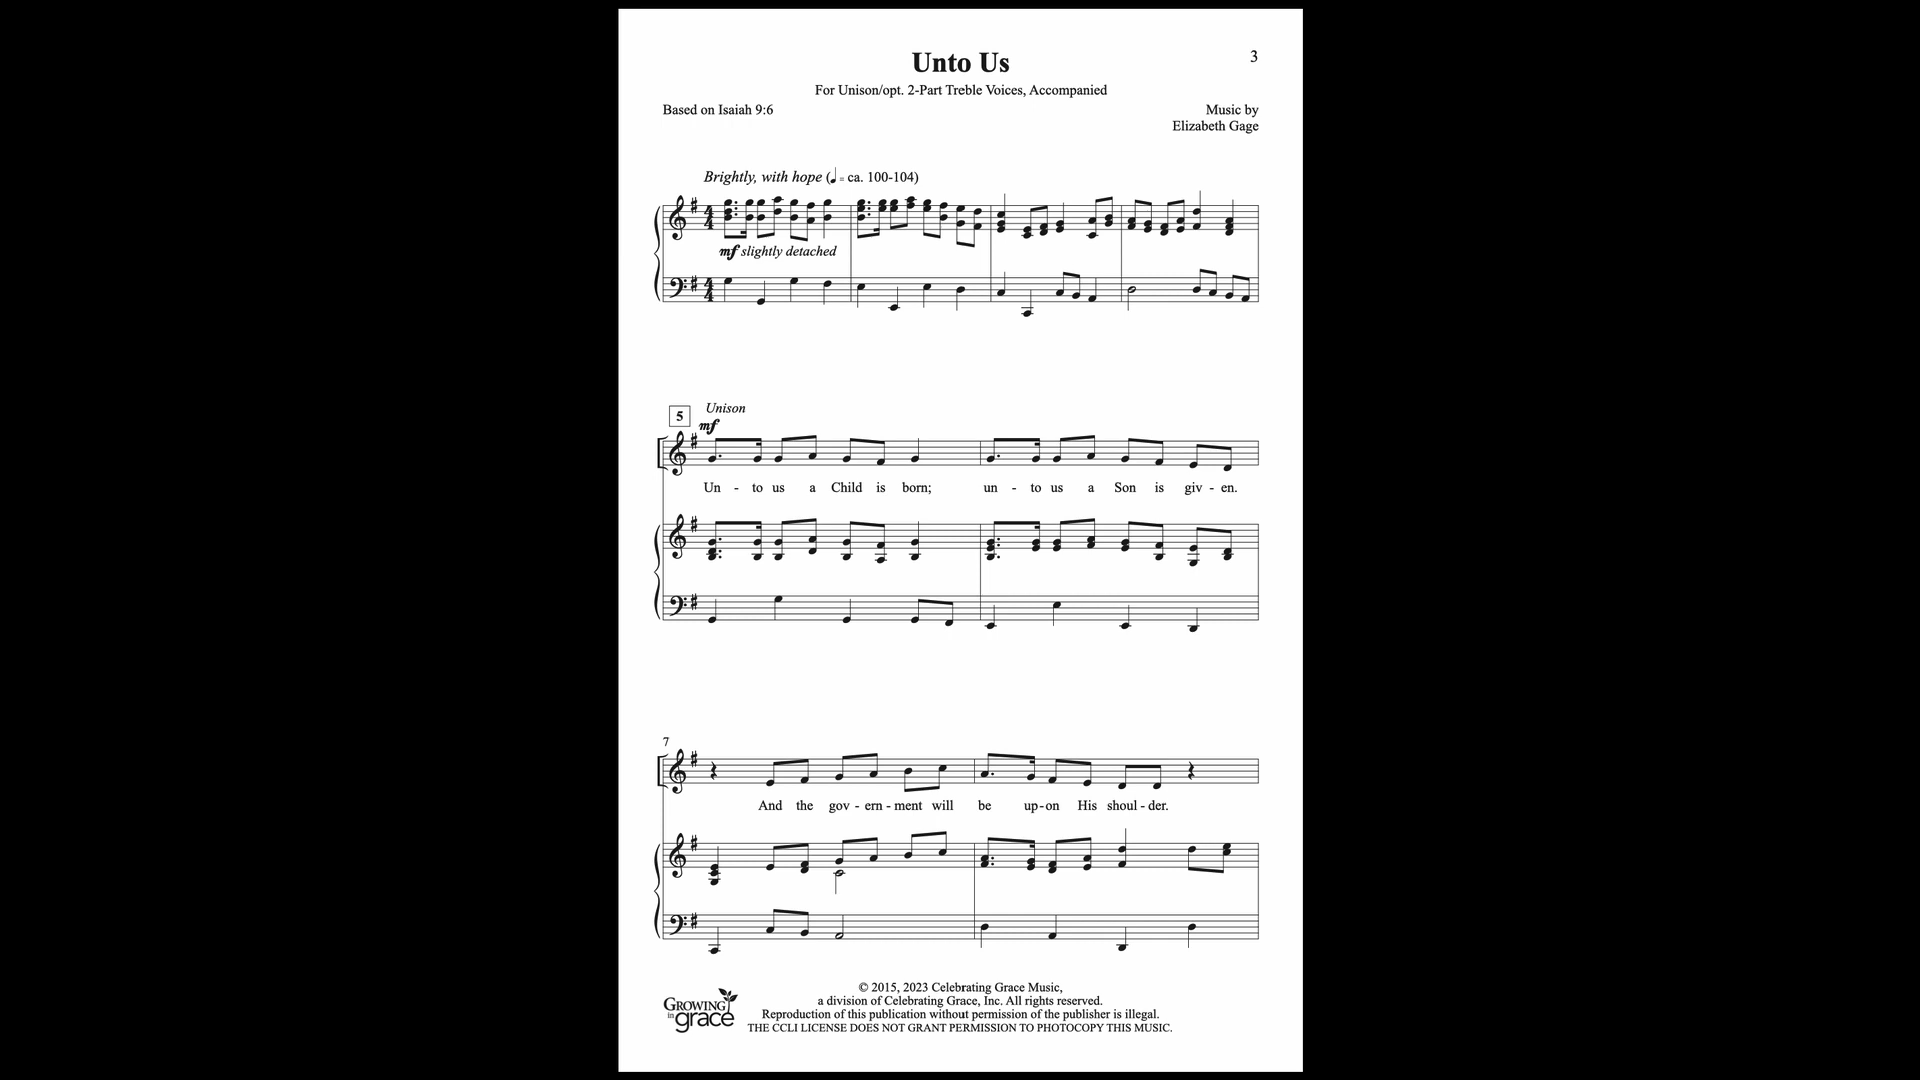 3
Unto Us
For Unison/opt. 2-Part Treble Voices, Accompanied
Based on Isaiah 9:6
Music by
Elizabeth Gage
Brightly, with hope (♩ = ca. 100-104)
4
4
mf slightly detached
4
4
5
Unison
mf
Un - to us a Child is born; un - to us a Son is giv - en.
7
And the gov - ern - ment will be up - on His shoul - der.
© 2015, 2023 Celebrating Grace Music,
a division of Celebrating Grace, Inc. All rights reserved.
Reproduction of this publication without permission of the publisher is illegal.
THE CCLI LICENSE DOES NOT GRANT PERMISSION TO PHOTOCOPY THIS MUSIC.
GROWING
in grace